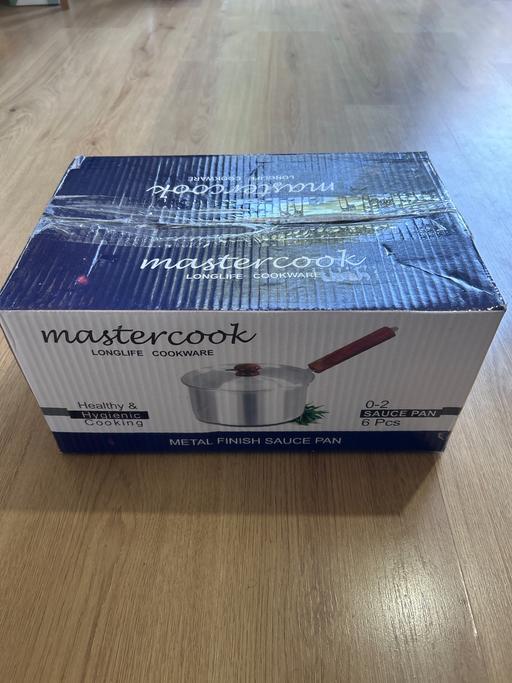 mastercook
LONGLIFE COOKWARE
mastercook
LONGLIFE COOKWARE
mastercook
LONGLIFE COOKWARE
Healthy &
Hygienic
Cooking
0-2
SAUCE PAN
6 Pcs
METAL FINISH SAUCE PAN